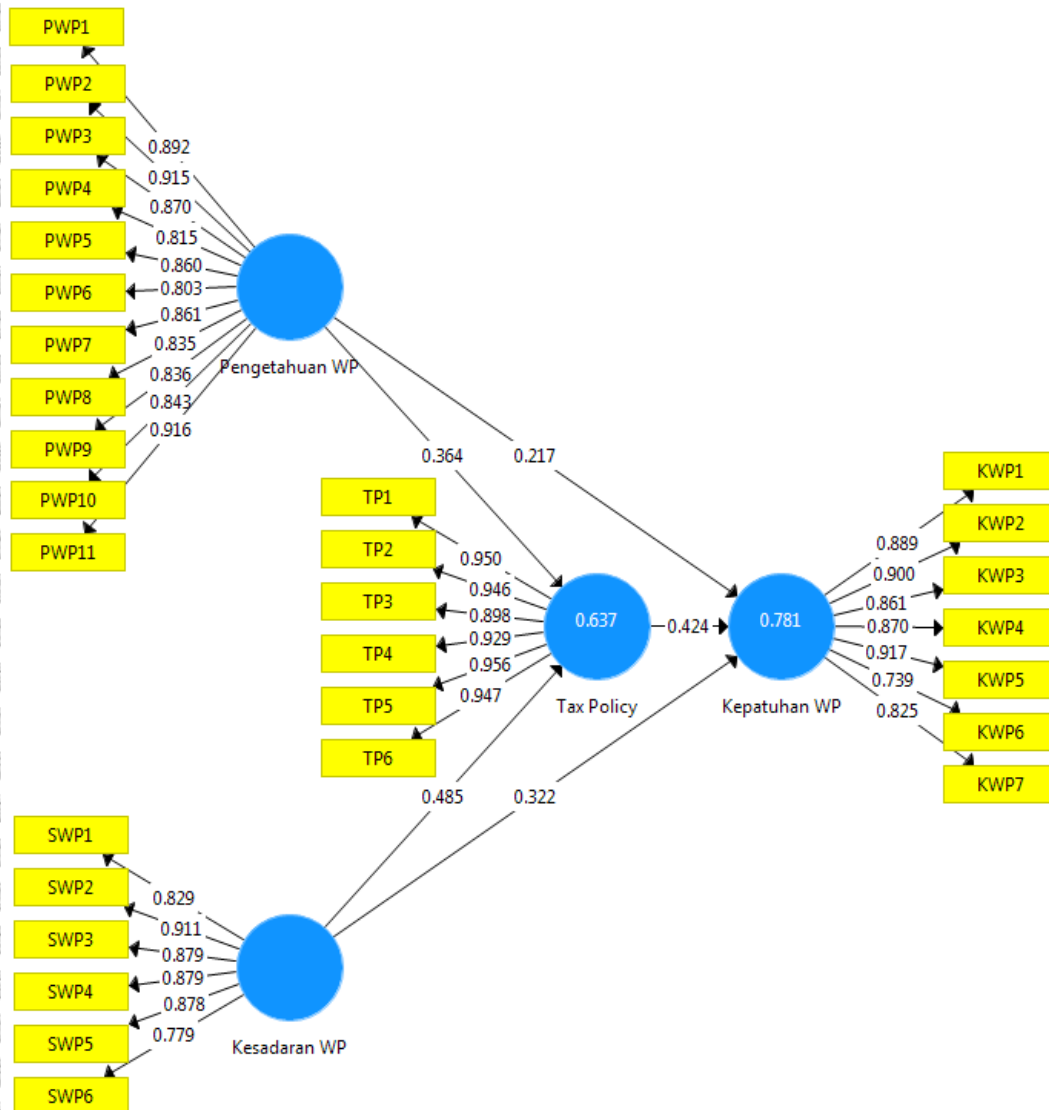 PWP1
PWP2
PWP3
PWP4
PWP5
PWP6
PWP7
PWP8
PWP9
PWP10
PWP11
0.892
0.915
0.870
0.815
0.860
0.803
0.861
0.835
0.836
0.843
0.916
Pengetahuan WP
0.364
0.217
TP1
TP2
TP3
TP4
TP5
TP6
0.950
0.946
0.898
0.929
0.956
0.947
0.637
Tax Policy
0.424
0.781
Kepatuhan WP
0.889
0.900
0.861
0.870
0.917
0.739
0.825
KWP1
KWP2
KWP3
KWP4
KWP5
KWP6
KWP7
0.485
0.322
SWP1
SWP2
SWP3
SWP4
SWP5
SWP6
0.829
0.911
0.879
0.879
0.878
0.779
Kesadaran WP